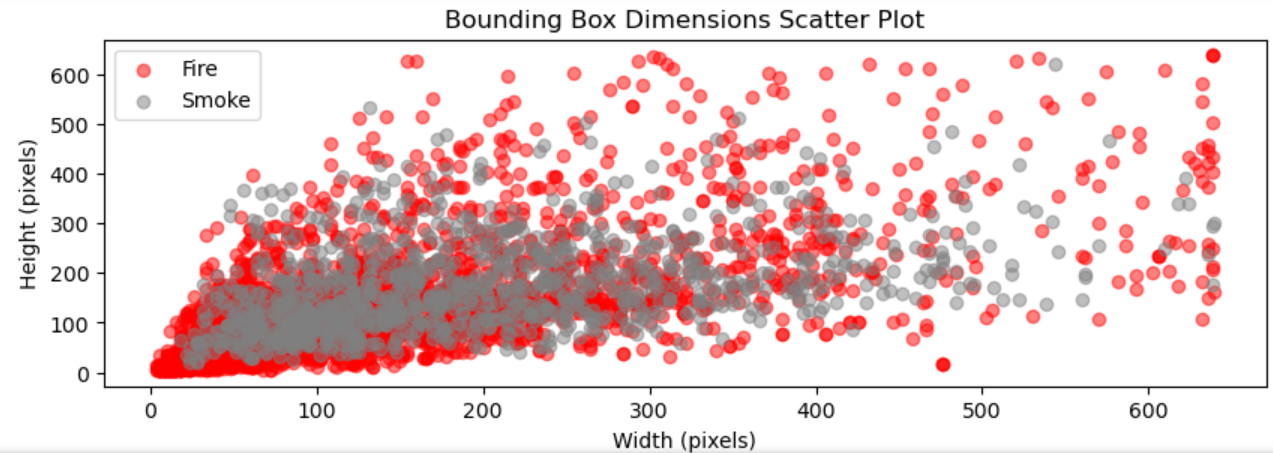 Bounding Box Dimensions Scatter Plot
Fire
Smoke
Height (pixels)
600
500
400
300
200
100
0
0 100 200 300 400 500 600
Width (pixels)